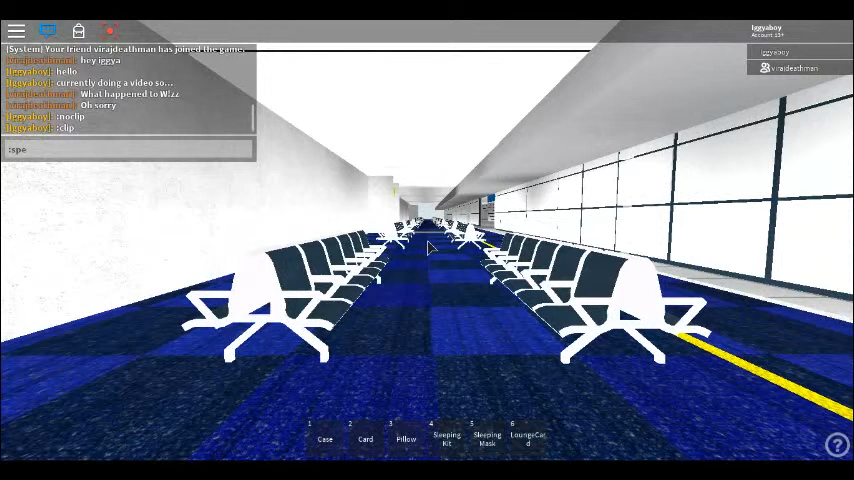 Iggyaboy
Account: 13+
[System] Your friend virajdeathman has joined the game.
[virajdeathman]: hey iggya
[Iggyaboy]: hello
[Iggyaboy]: currently doing a video so...
[virajdeathman]: What happened to W!zz
[virajdeathman]: Oh sorry
[Iggyaboy]: :noclip
[Iggyaboy]: :clip
:spe
Iggyaboy
virajdeathman
1 2 3 4 5 6
Case Card Pillow Sleeping Kit Sleeping Mask LoungeCard
?